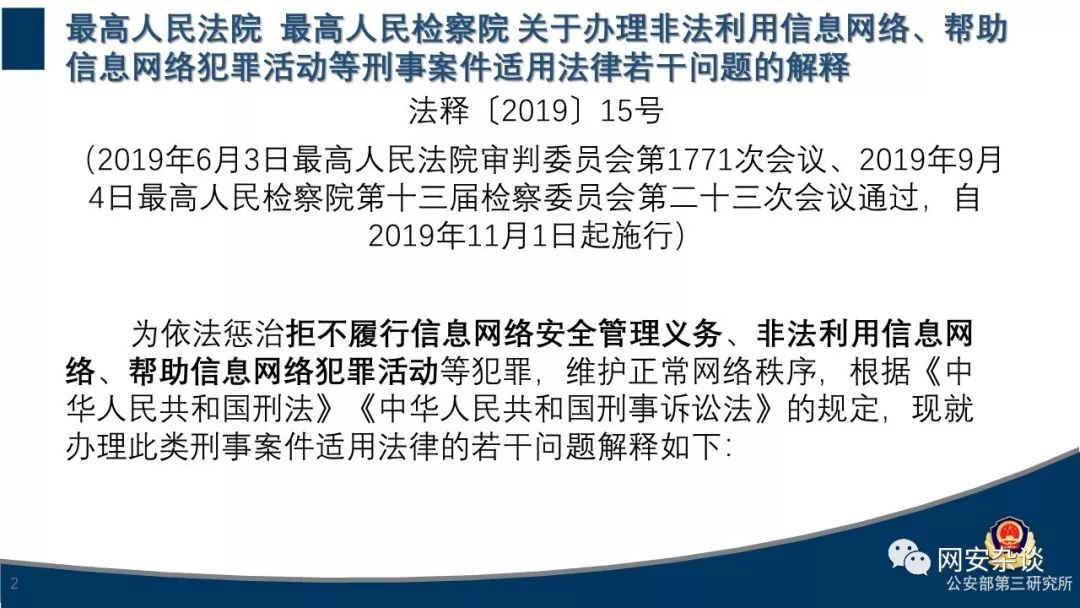 最高人民法院 最高人民检察院 关于办理非法利用信息网络、帮助
信息网络犯罪活动等刑事案件适用法律若干问题的解释
法释〔2019〕15号
（2019年6月3日最高人民法院审判委员会第1771次会议、2019年9月
4日最高人民检察院第十三届检察委员会第二十三次会议通过，自
2019年11月1日起施行）
为依法惩治拒不履行信息网络安全管理义务、非法利用信息网
络、帮助信息网络犯罪活动等犯罪，维护正常网络秩序，根据《中
华人民共和国刑法》《中华人民共和国刑事诉讼法》的规定，现就
办理此类刑事案件适用法律的若干问题解释如下：
网安杂谈
2
公安部第三研究所